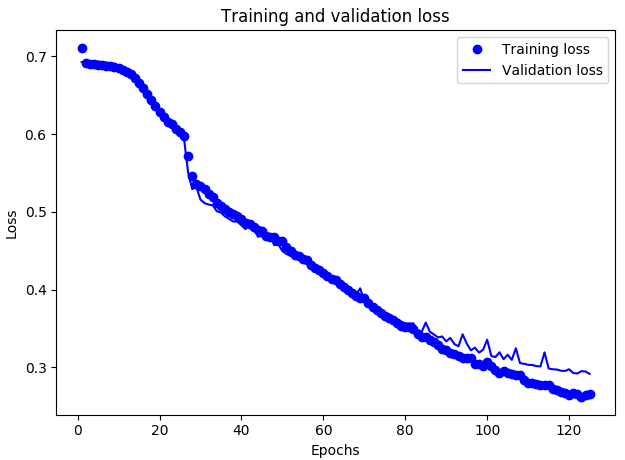 Training and validation loss
Training loss
Validation loss
0.7
0.6
0.5
0.4
0.3
Loss
0
20
40
60
80
100
120
Epochs